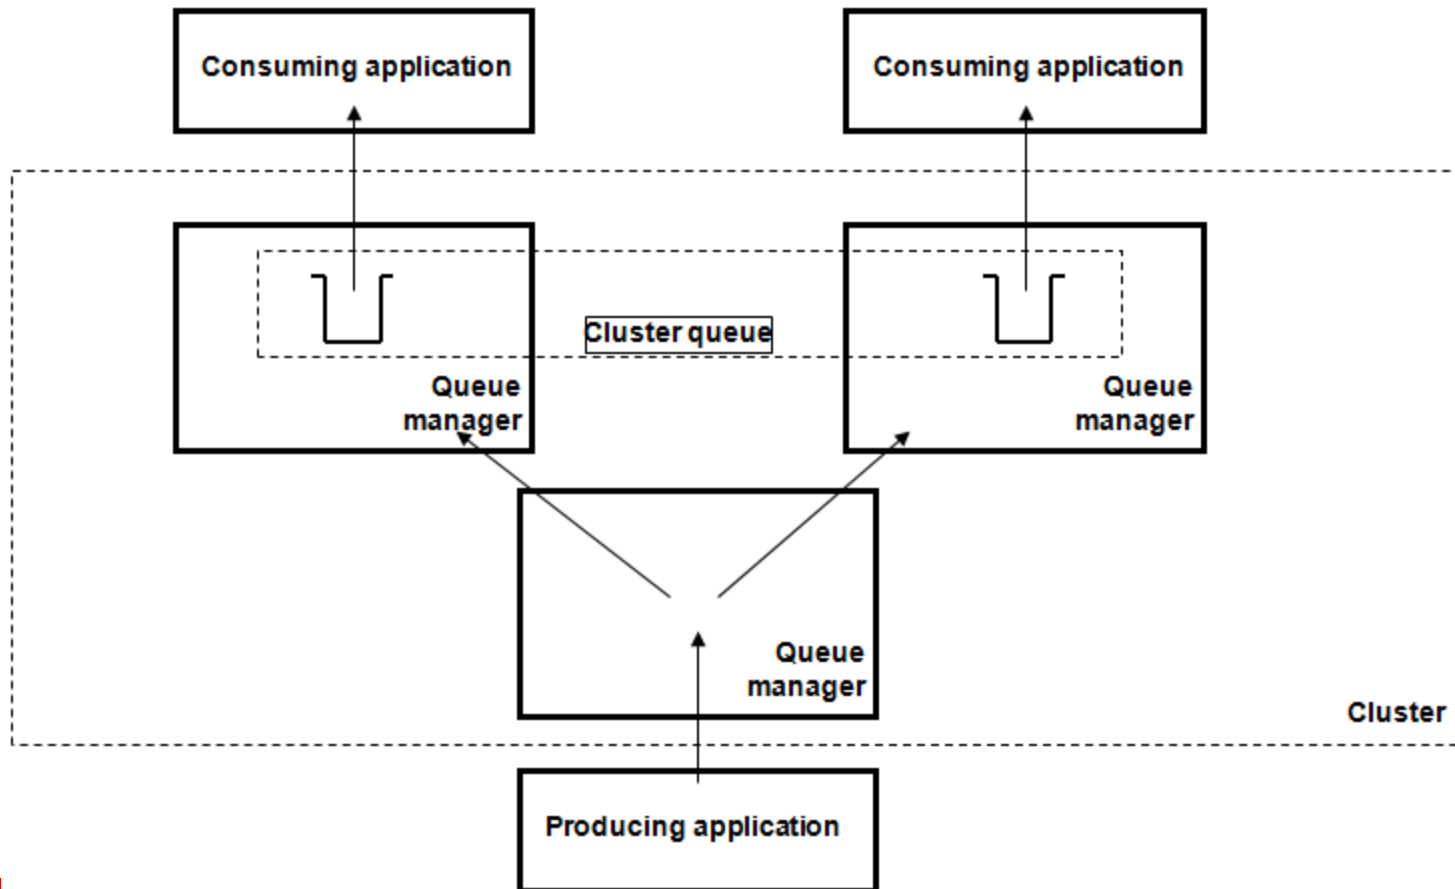 Consuming application
Consuming application
Cluster queue
Queue
manager
Queue
manager
Queue
manager
Cluster
Producing application